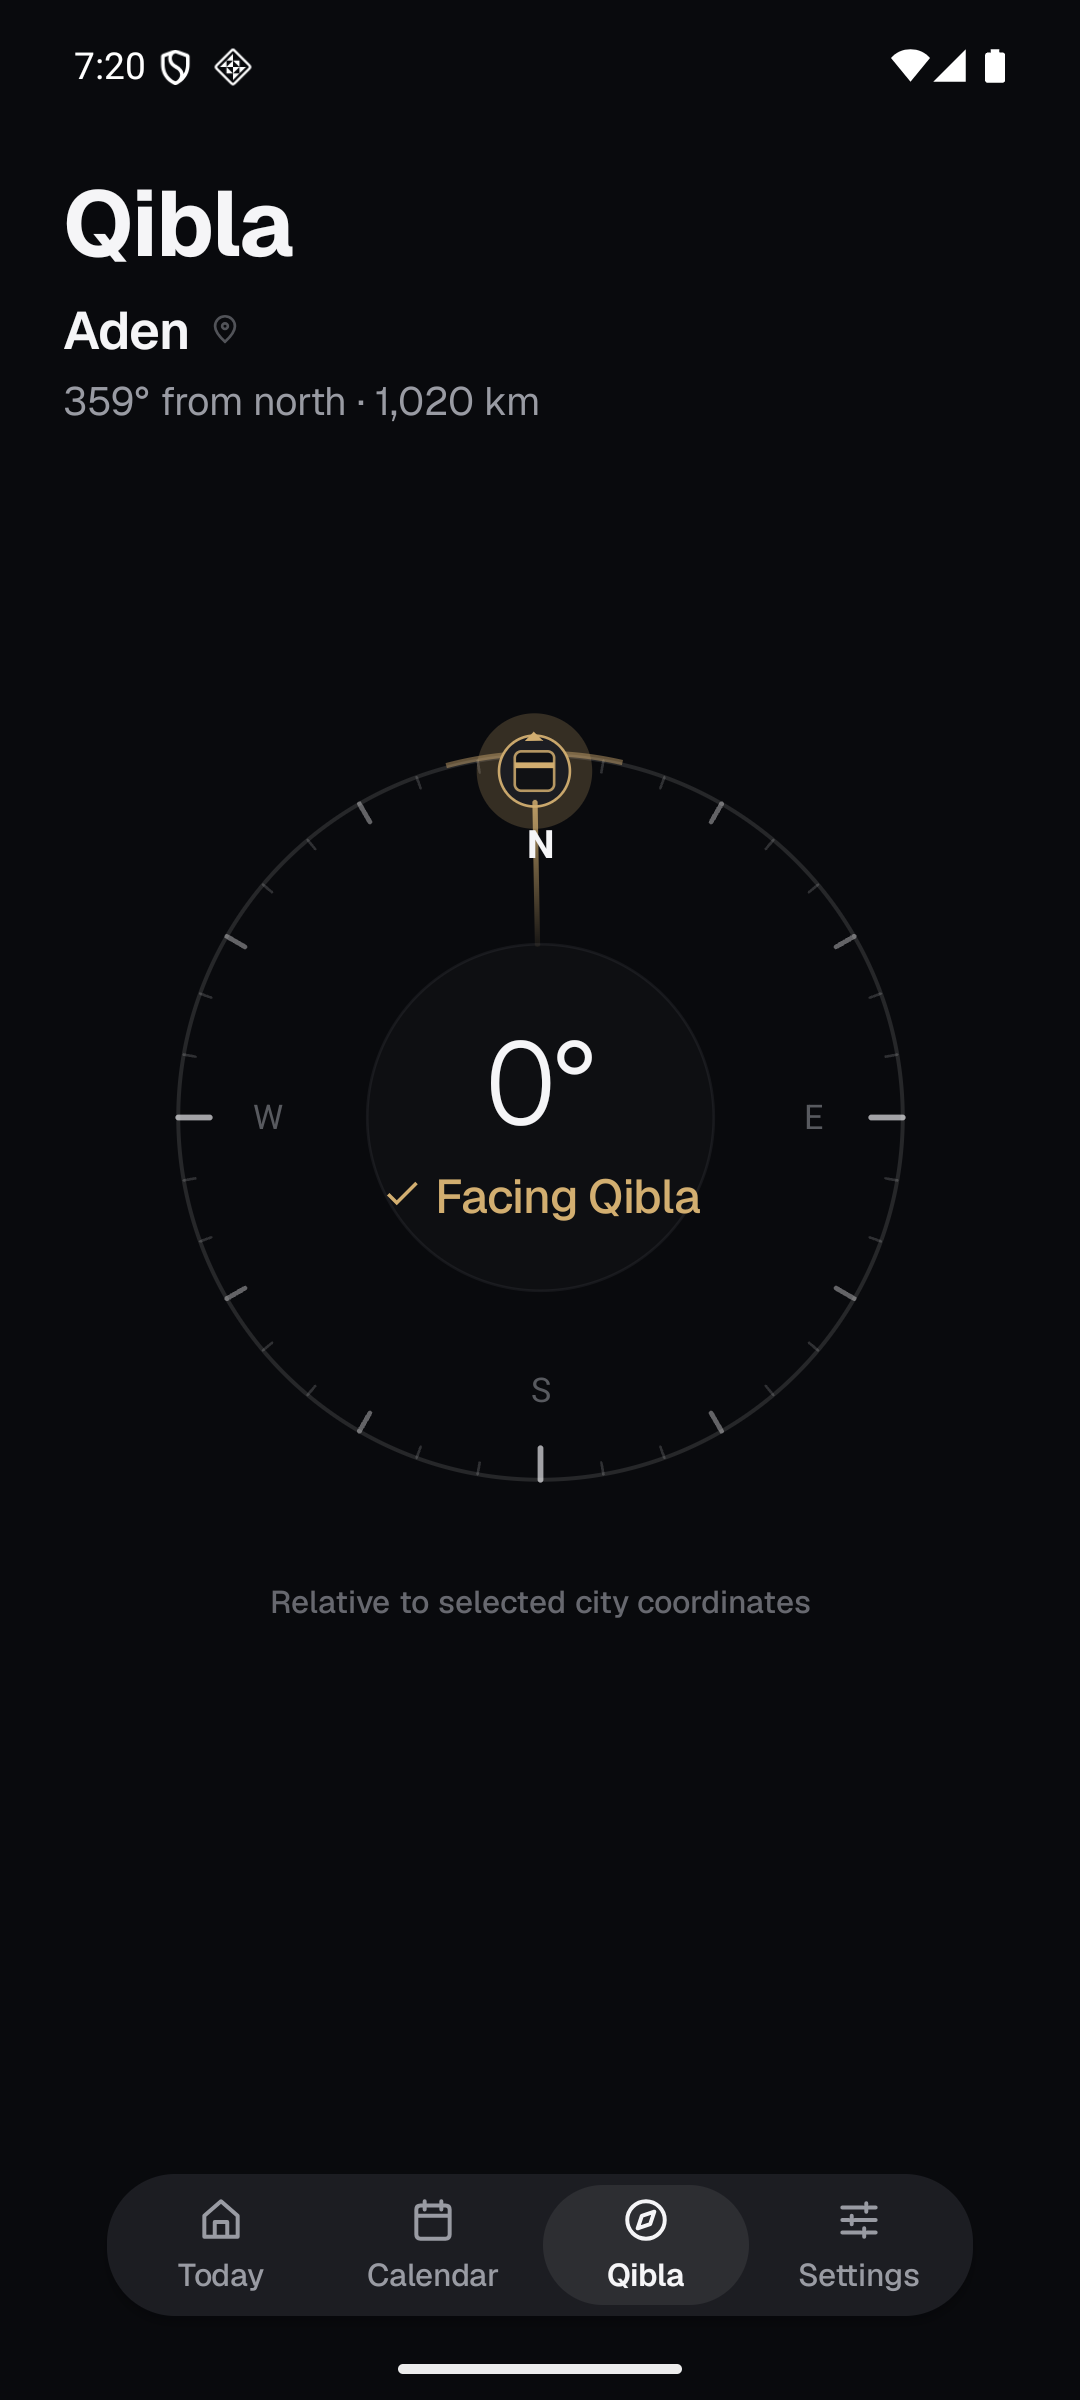 7:20
Qibla
Aden
359° from north · 1,020 km
N
0°
W
E
✓ Facing Qibla
S
Relative to selected city coordinates
Today
Calendar
Qibla
Settings